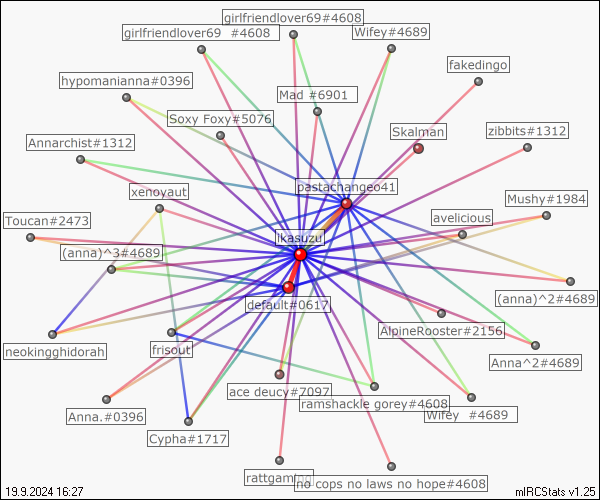 girlfriendlover69#4608
girlfriendlover69 #4608
Wifey#4689
fakedingo
hypomanianna#0396
Mad #6901
Soxy Foxy#5076
Skalman
zibbits#1312
Annarchist#1312
pastachangeo41
xenoyaut
Mushy#1984
Toucan#2473
avelicious
ikasuzu
(anna)^3#4689
(anna)^2#4689
default#0617
AlpineRooster#2156
neokingghidorah
frisout
Anna^2#4689
ace deucy#7097
ramshackle gorey#4608
Anna.#0396
Wifey #4689
Cypha#1717
rattgaming
no cops no laws no hope#4608
19.9.2024 16:27
mIRCStats v1.25